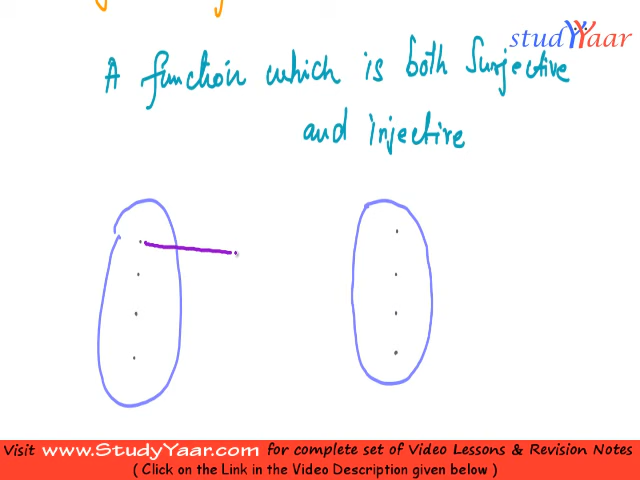 studYYaar
A function which is both Surjective
and injective
Visit www.StudyYaar.com for complete set of Video Lessons & Revision Notes
( Click on the Link in the Video Description given below )